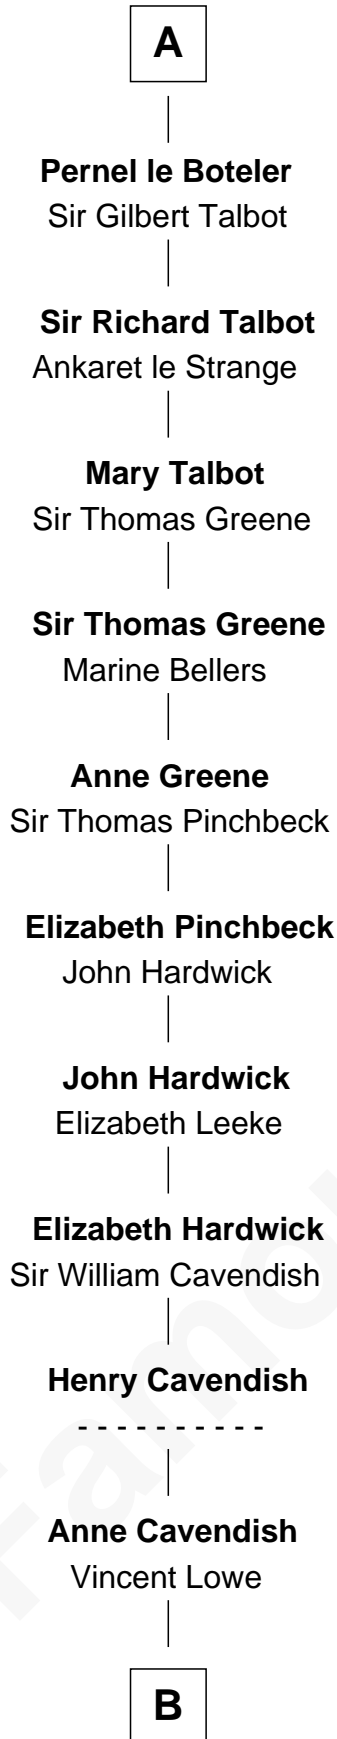 A
Pernel le Boteler
Sir Gilbert Talbot
Sir Richard Talbot
Ankaret le Strange
Mary Talbot
Sir Thomas Greene
Sir Thomas Greene
Marine Bellers
Anne Greene
Sir Thomas Pinchbeck
Elizabeth Pinchbeck
John Hardwick
John Hardwick
Elizabeth Leeke
Elizabeth Hardwick
Sir William Cavendish
Henry Cavendish
- - - - - - - - - -
Anne Cavendish
Vincent Lowe
B